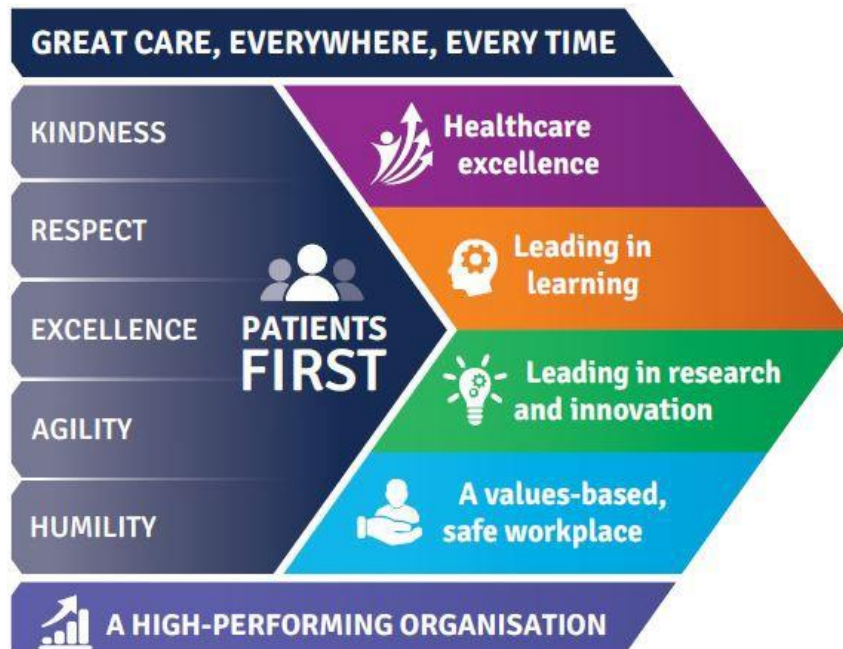 GREAT CARE, EVERYWHERE, EVERY TIME
KINDNESS
RESPECT
EXCELLENCE
AGILITY
HUMILITY
PATIENTS
FIRST
Healthcare
excellence
Leading in
learning
Leading in research
and innovation
A values-based,
safe workplace
A HIGH-PERFORMING ORGANISATION